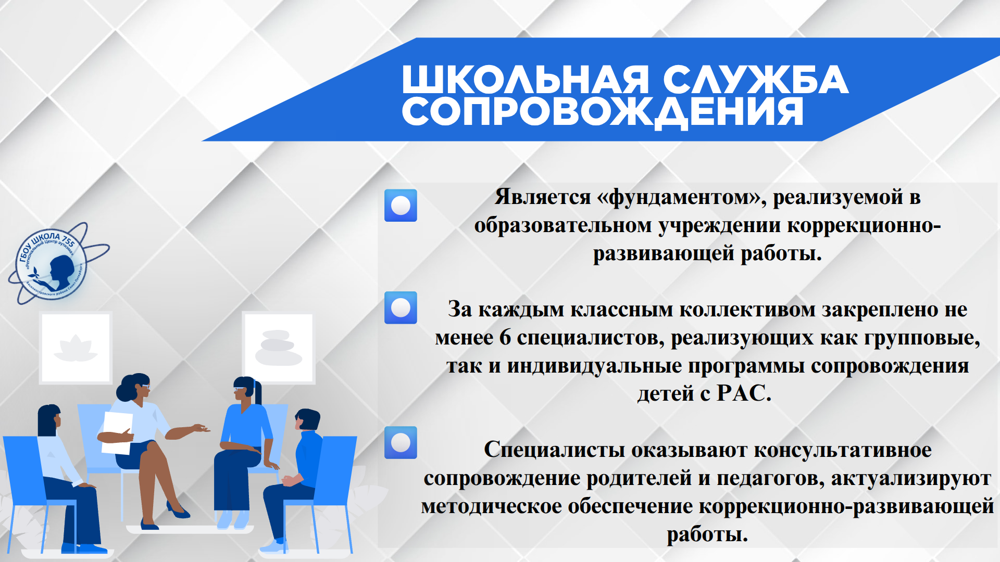 ШКОЛЬНАЯ СЛУЖБА
СОПРОВОЖДЕНИЯ
Является «фундаментом», реализуемой в
образовательном учреждении коррекционно-
развивающей работы.
За каждым классным коллективом закреплено не
менее 6 специалистов, реализующих как групповые,
так и индивидуальные программы сопровождения
детей с РАС.
Специалисты оказывают консультативное
сопровождение родителей и педагогов, актуализируют
методическое обеспечение коррекционно-развивающей
работы.
ГБОУ ШКОЛА 755
«Региональный Центр аутизма»
Василеостровского района Санкт-Петербурга